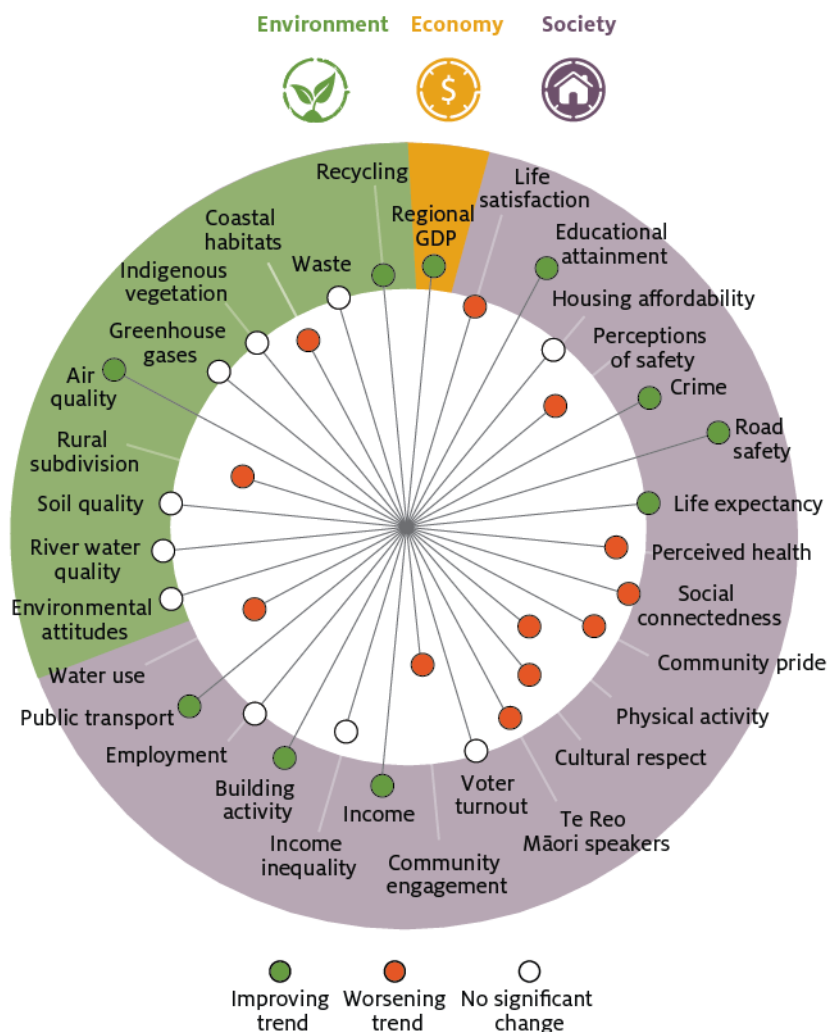 Environment
Economy
Society
$
Recycling
Regional
GDP
Life
satisfaction
Educational
attainment
Housing affordability
Perceptions
of safety
Crime
Road
safety
Life expectancy
Perceived health
Social
connectedness
Community pride
Physical activity
Cultural respect
Te Reo
Māori speakers
Voter
turnout
Community
engagement
Income
Income
inequality
Building
activity
Employment
Public transport
Water use
Environmental
attitudes
River water
quality
Soil quality
Rural
subdivision
Air
quality
Greenhouse
gases
Indigenous
vegetation
Coastal
habitats
Waste
Improving
trend
Worsening
trend
No significant
change